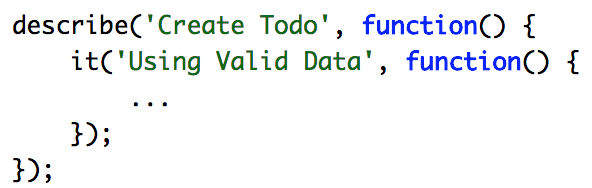 describe('Create Todo', function() {
    it('Using Valid Data', function() {
        ...
    });
});